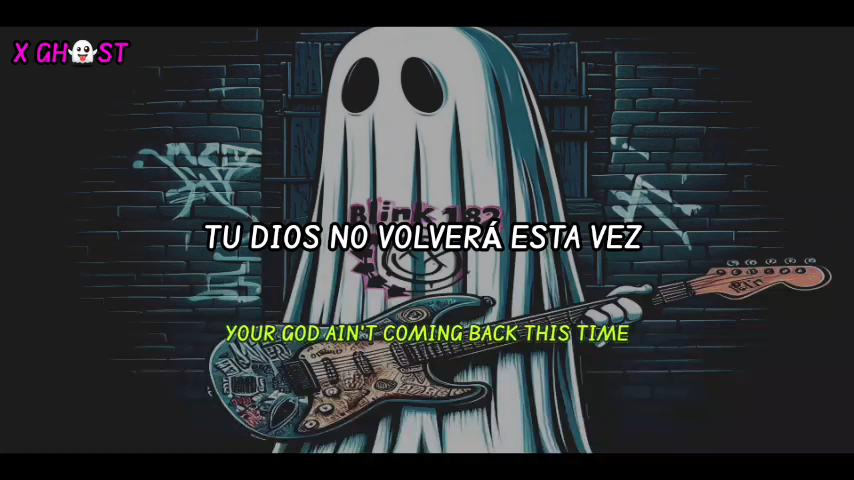 X GH👻ST
Blink 182
TU DIOS NO VOLVERÁ ESTA VEZ
YOUR GOD AIN'T COMING BACK THIS TIME